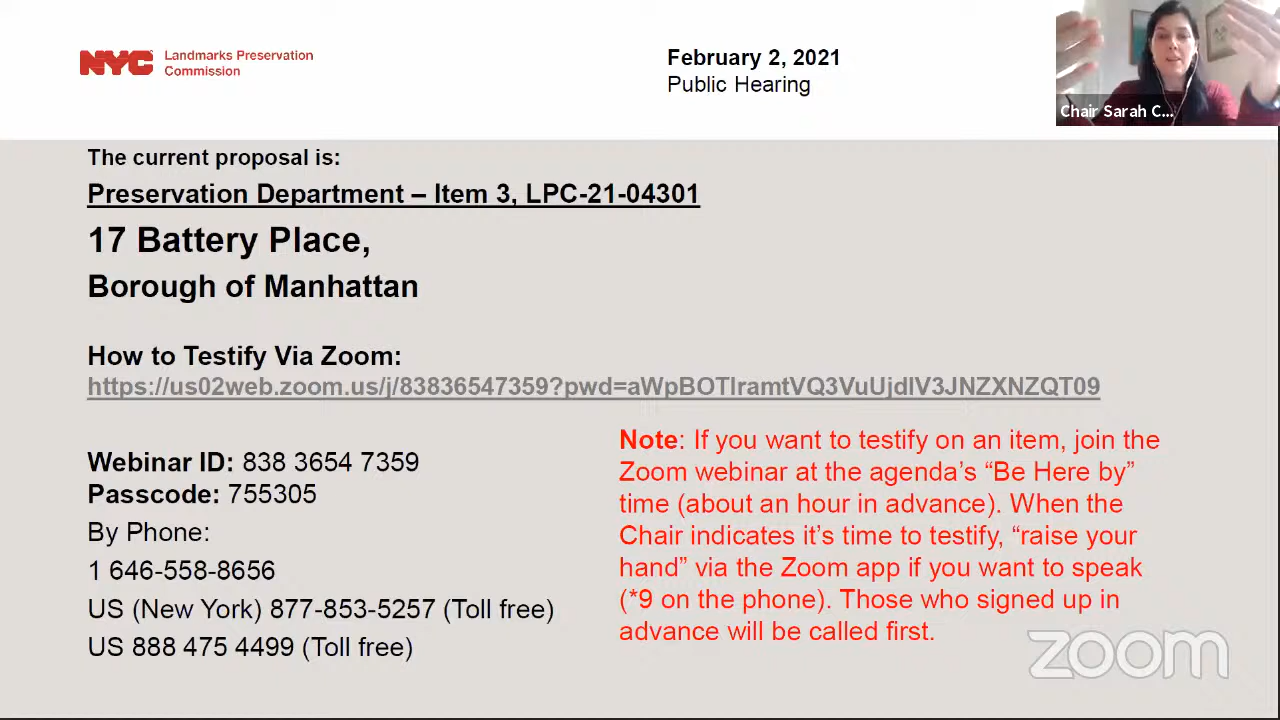 NYC Landmarks Preservation
Commission
February 2, 2021
Public Hearing
Chair Sarah C...
The current proposal is:
Preservation Department – Item 3, LPC-21-04301
17 Battery Place,
Borough of Manhattan
How to Testify Via Zoom:
https://us02web.zoom.us/j/83836547359?pwd=aWpBOTlramtVQ3VuUjdlV3JNZXNZQT09
Webinar ID: 838 3654 7359
Passcode: 755305
By Phone:
1 646-558-8656
US (New York) 877-853-5257 (Toll free)
US 888 475 4499 (Toll free)
Note: If you want to testify on an item, join the
Zoom webinar at the agenda’s “Be Here by”
time (about an hour in advance). When the
Chair indicates it’s time to testify, “raise your
hand” via the Zoom app if you want to speak
(*9 on the phone). Those who signed up in
advance will be called first.
zoom